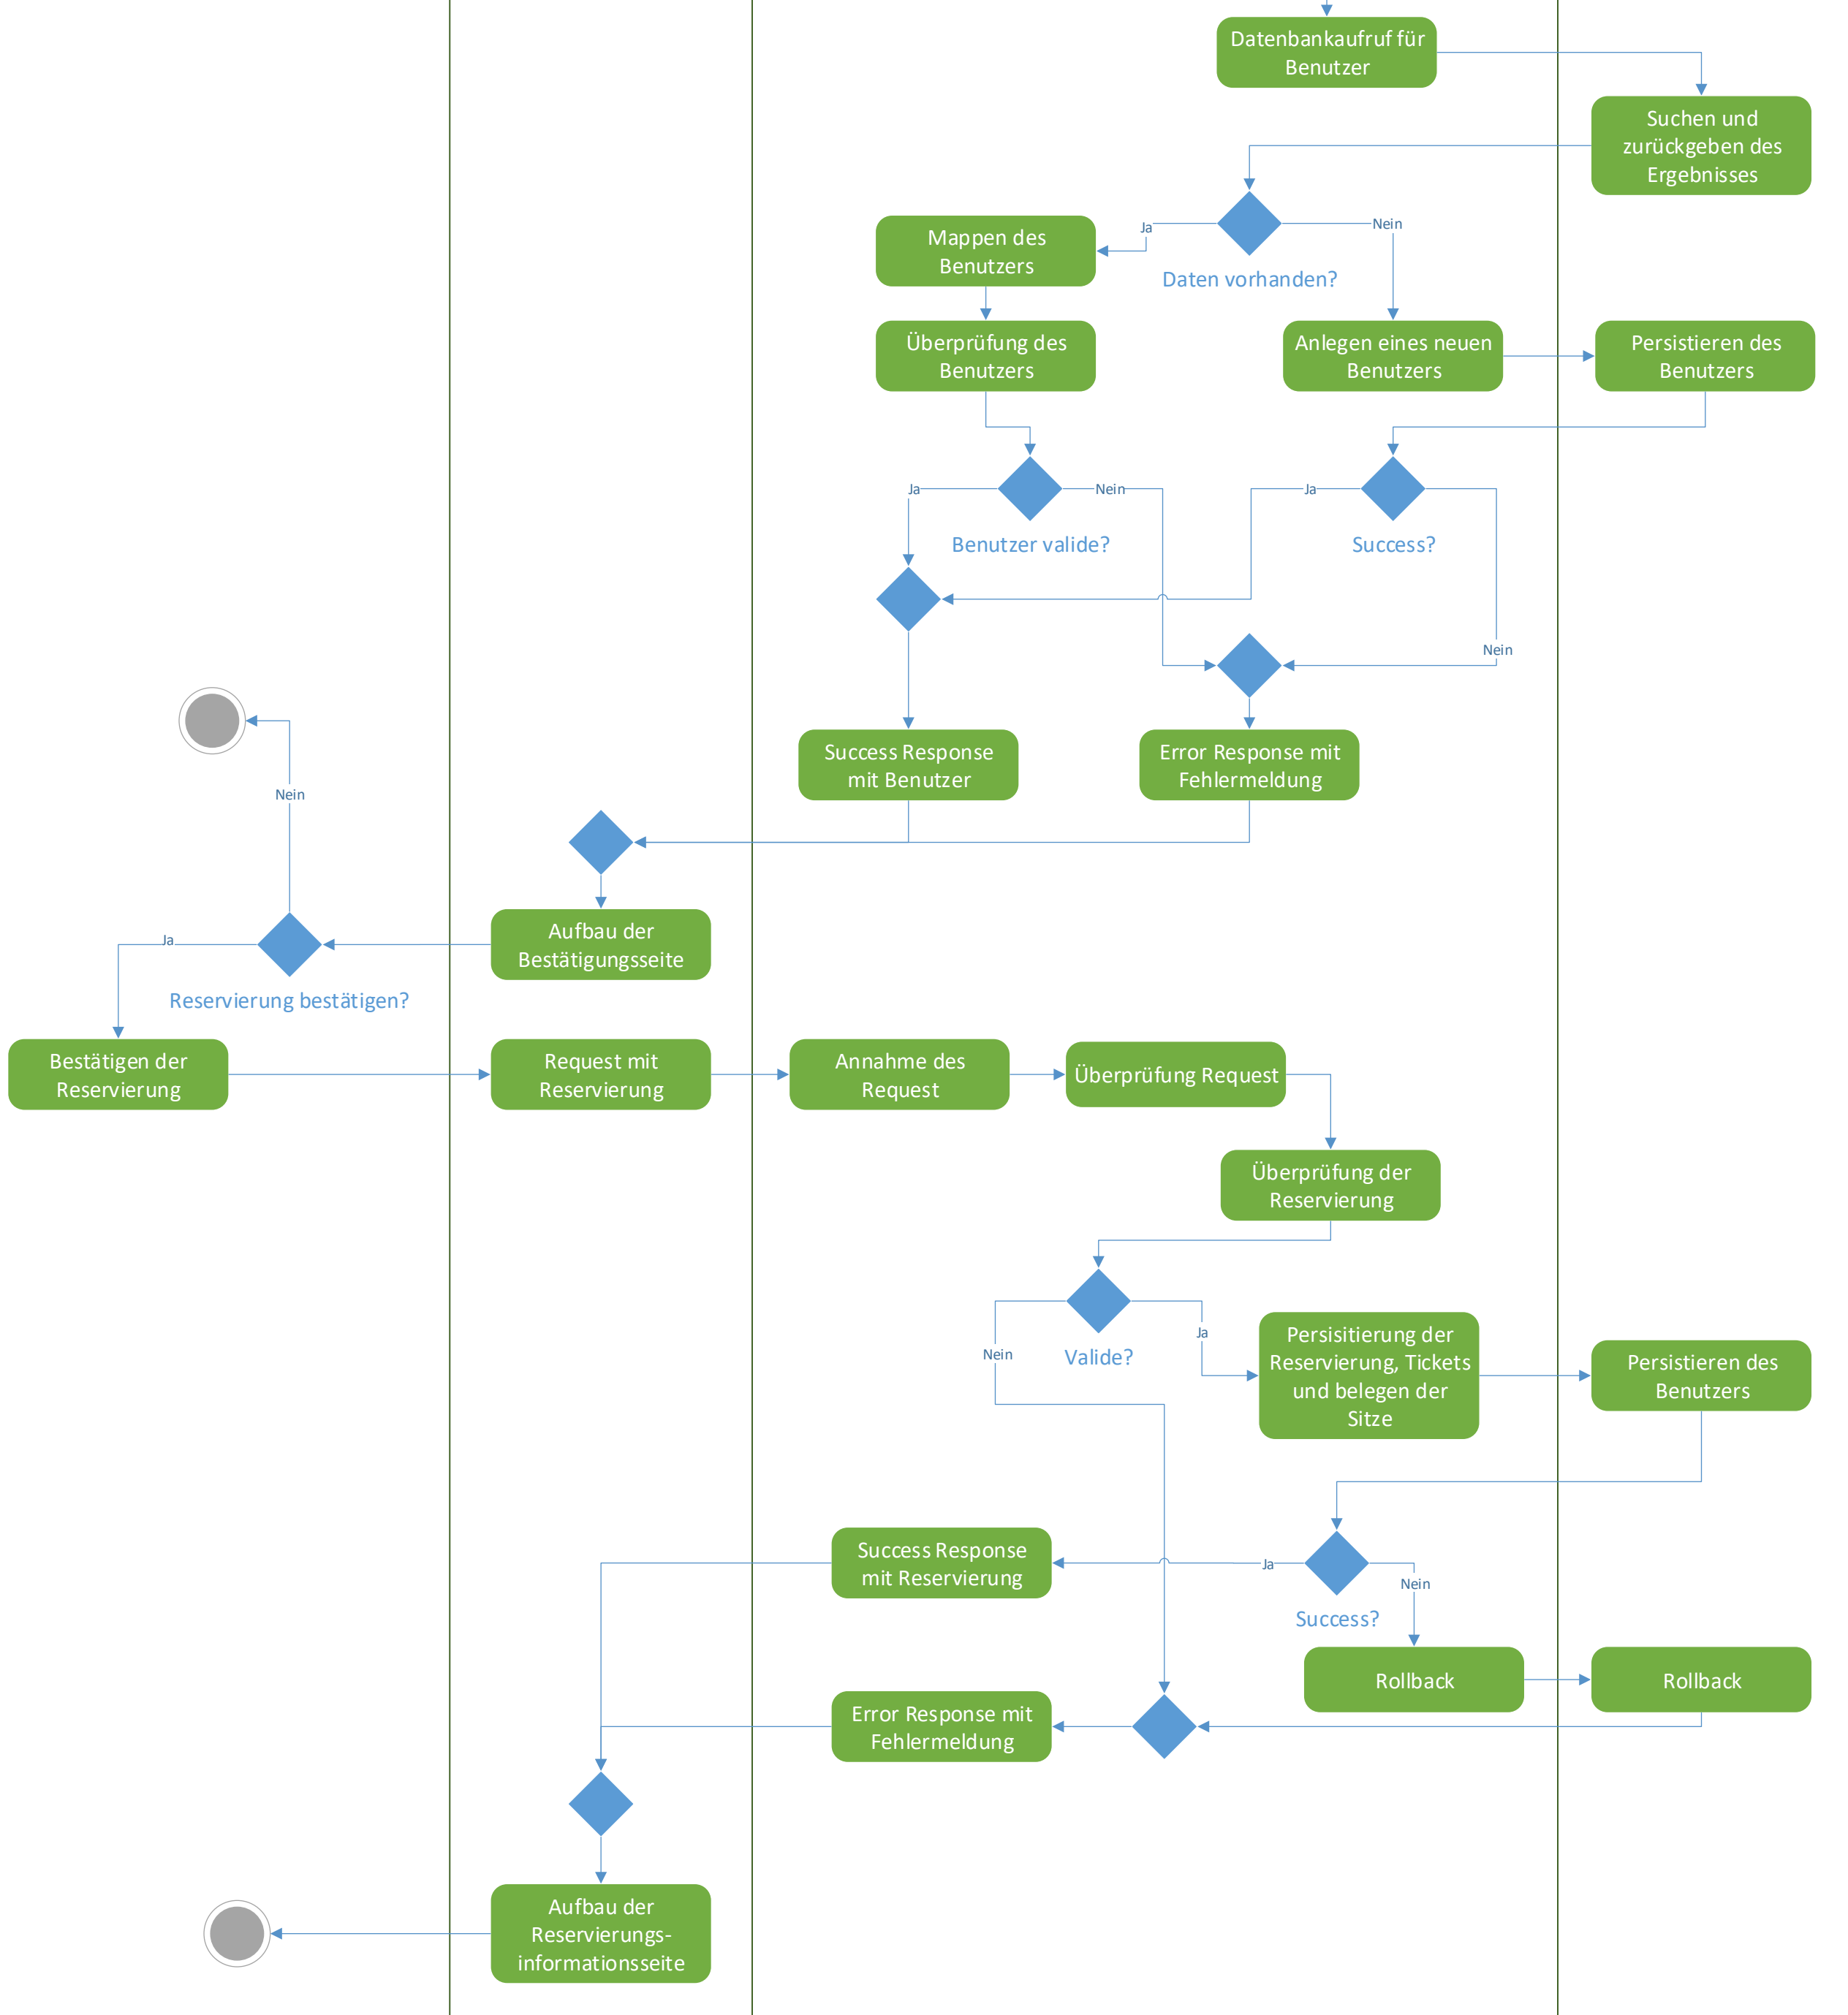 Datenbankaufruf für
Benutzer
Suchen und
zurückgeben des
Ergebnisses
Ja
Nein
Mappen des
Benutzers
Daten vorhanden?
Überprüfung des
Benutzers
Anlegen eines neuen
Benutzers
Persistieren des
Benutzers
Ja
Nein
Ja
Benutzer valide?
Success?
Nein
Success Response
mit Benutzer
Error Response mit
Fehlermeldung
Nein
Aufbau der
Bestätigungsseite
Ja
Reservierung bestätigen?
Bestätigen der
Reservierung
Request mit
Reservierung
Annahme des
Request
Überprüfung Request
Überprüfung der
Reservierung
Ja
Nein
Valide?
Persisitierung der
Reservierung, Tickets
und belegen der
Sitze
Persistieren des
Benutzers
Success Response
mit Reservierung
Ja
Nein
Success?
Rollback
Rollback
Error Response mit
Fehlermeldung
Aufbau der
Reservierungs-
informationsseite